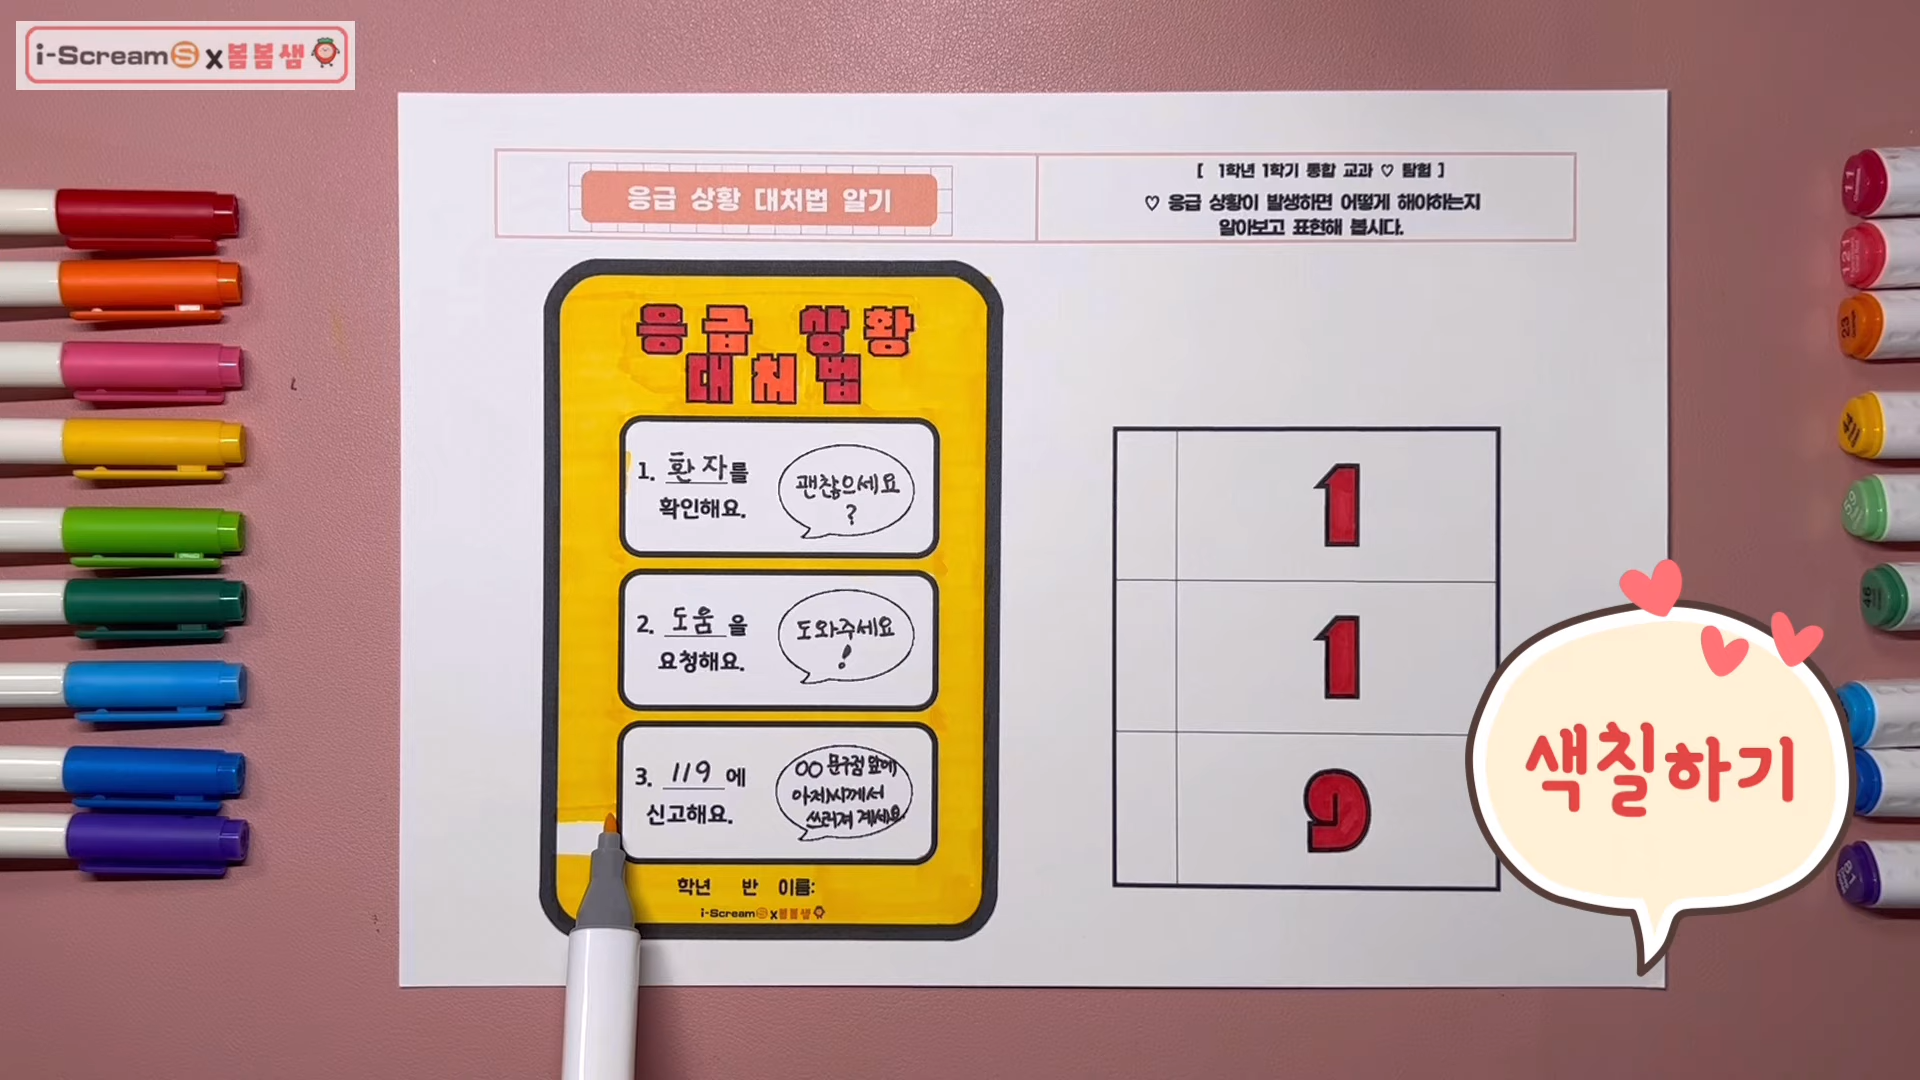 i-Scream S x 봄봄쌤
응급 상황 대처법 알기
[ 1학년 1학기 통합 교과 ♡ 탐험 ]
♡ 응급 상황이 발생하면 어떻게 해야하는지
알아보고 표현해 봅시다.
응급 상황
대처법
1. 환자를
확인해요.
괜찮으세요
?
2. 도움을
요청해요.
도와주세요
!
3. 119에
신고해요.
○○ 문구점 앞에
아저씨께서
쓰러져 계세요
학년 반 이름:
i-Scream S x 봄봄쌤
1
1
9
색칠하기
1
121
23
46